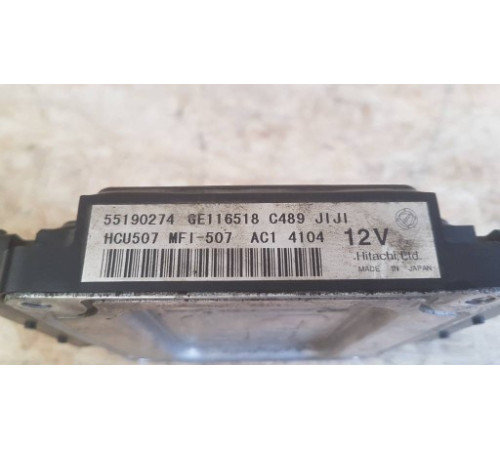 55190274 GE116518 C489 JIJI
HCU507 MFI-507 AC1 4104 12V
Hitachi,Ltd.
MADE IN JAPAN